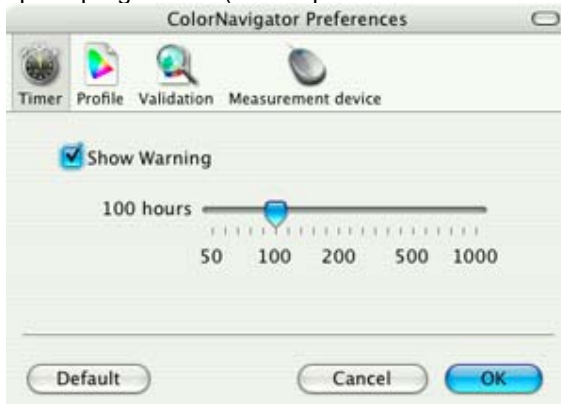 ColorNavigator Preferences
Timer Profile Validation Measurement device
Show Warning
100 hours
50 100 200 500 1000
Default Cancel OK